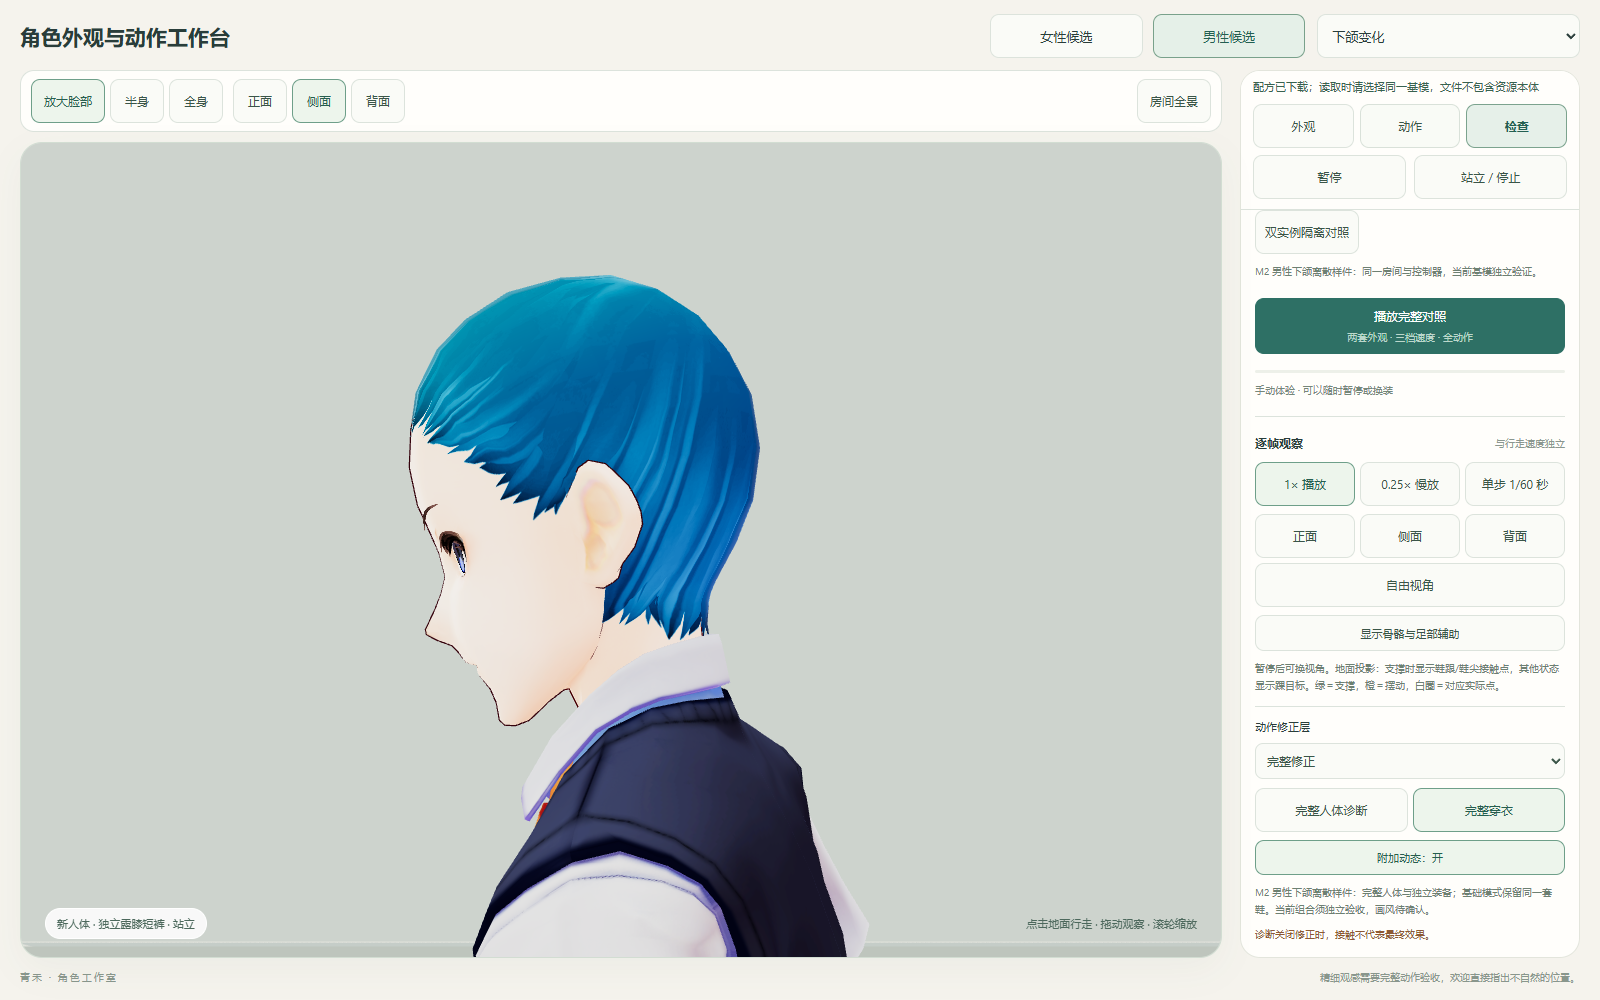 角色外观与动作工作台
女性候选
男性候选
下颌变化
放大脸部
半身
全身
正面
侧面
背面
房间全景
配方已下载；读取时请选择同一基模，文件不包含资源本体
外观
动作
检查
暂停
站立 / 停止
双实例隔离对照
M2 男性下颌离散样件：同一房间与控制器，当前基模独立验证。
播放完整对照
两套外观 · 三档速度 · 全动作
手动体验 · 可以随时暂停或换装
逐帧观察
与行走速度独立
1× 播放
0.25× 慢放
单步 1/60 秒
正面
侧面
背面
自由视角
显示骨骼与足部辅助
暂停后可换视角。地面投影：支撑时显示鞋跟/鞋尖接触点，其他状态
显示踝目标。绿＝支撑，橙＝摆动，白圈＝对应实际点。
动作修正层
完整修正
完整人体诊断
完整穿衣
附加动态：开
M2 男性下颌离散样件：完整人体与独立装备；基础模式保留同一套
鞋。当前组合须独立验收，画风待确认。
诊断关闭修正时，接触不代表最终效果。
新人体 · 独立露膝短裤 · 站立
点击地面行走 · 拖动观察 · 滚轮缩放
青禾 · 角色工作室
精细观感需要完整动作验收，欢迎直接指出不自然的位置。